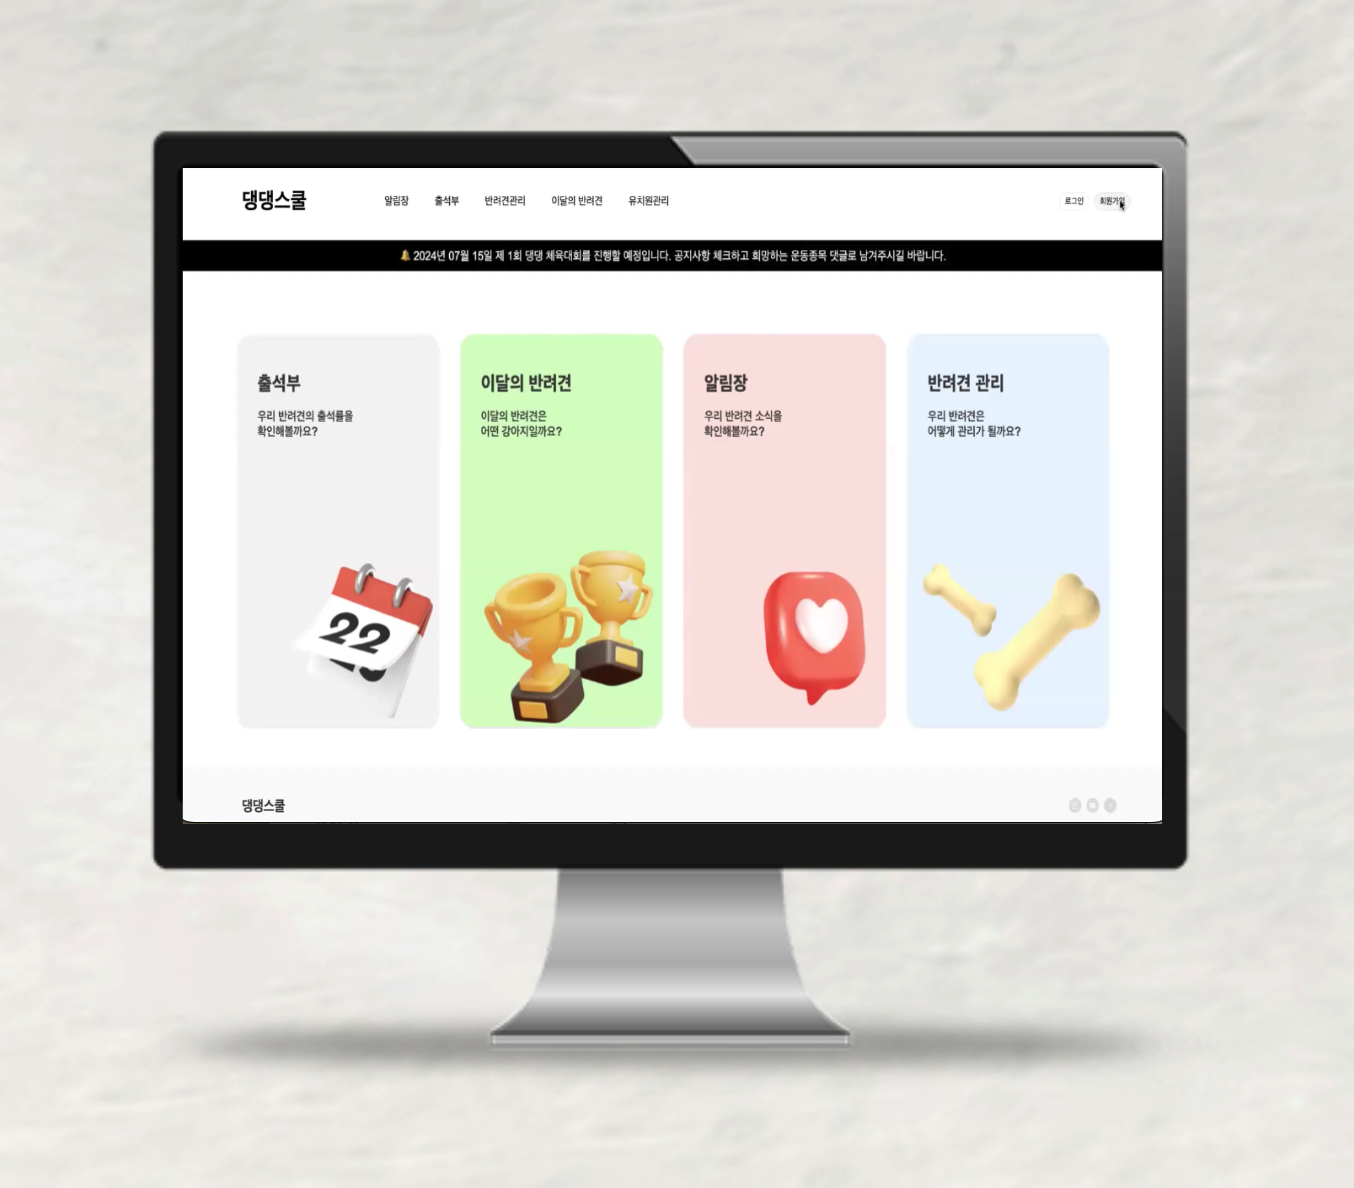 댕댕스쿨
알림장 출석부 반려견관리 이달의 반려견 유치원관리
로그인 회원가입
🔔 2024년 07월 15일 제 1회 댕댕 체육대회를 진행할 예정입니다. 공지사항 체크하고 희망하는 운동종목 댓글로 남겨주시길 바랍니다.
출석부
우리 반려견의 출석률을
확인해볼까요?
22
이달의 반려견
이달의 반려견은
어떤 강아지일까요?
알림장
우리 반려견 소식을
확인해볼까요?
반려견 관리
우리 반려견은
어떻게 관리가 될까요?
댕댕스쿨